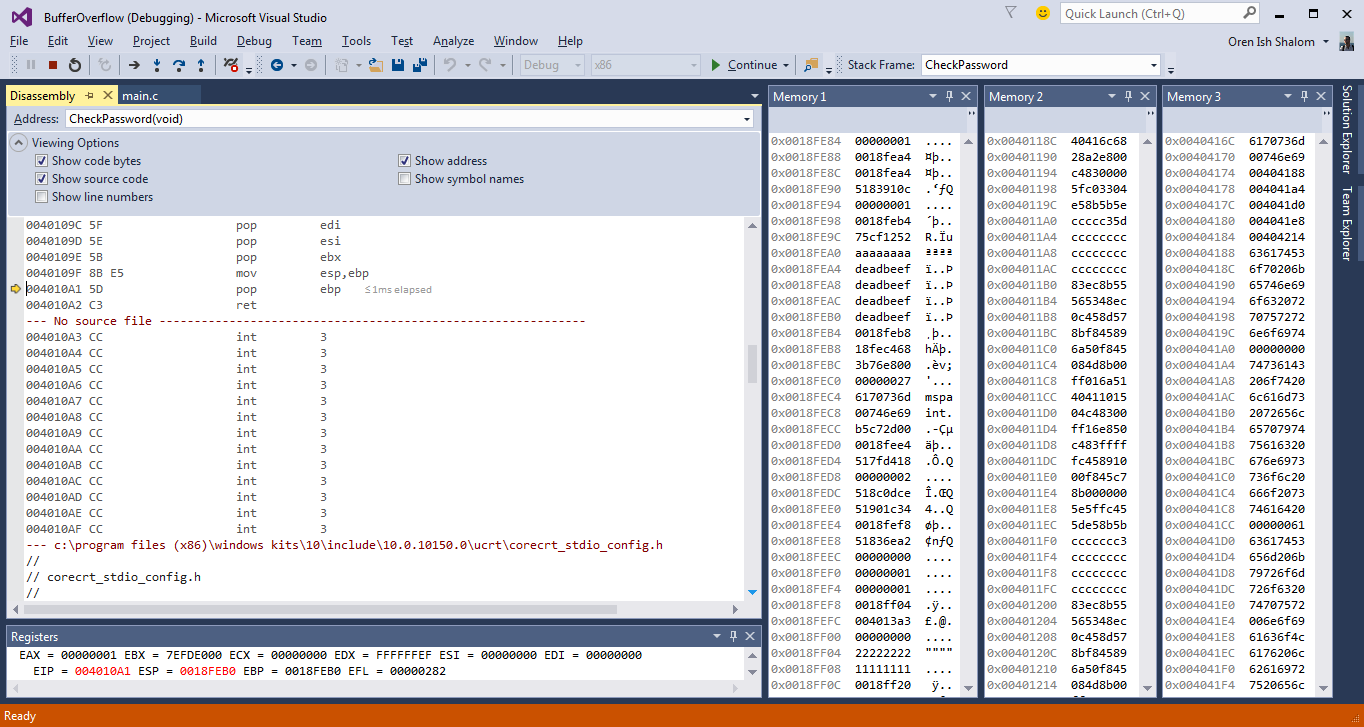 BufferOverflow (Debugging) - Microsoft Visual Studio
Quick Launch (Ctrl+Q)
File Edit View Project Build Debug Team Tools Test Analyze Window Help
Oren Ish Shalom
Debug x86 Continue Stack Frame: CheckPassword
Disassembly main.c
Address: CheckPassword(void)
Viewing Options
Show code bytes Show address
Show source code Show symbol names
Show line numbers
0040109C 5F pop edi
0040109D 5E pop esi
0040109E 5B pop ebx
0040109F 8B E5 mov esp,ebp
004010A1 5D pop ebp ≤1ms elapsed
004010A2 C3 ret
--- No source file -------------------------------------------------------------
004010A3 CC int 3
004010A4 CC int 3
004010A5 CC int 3
004010A6 CC int 3
004010A7 CC int 3
004010A8 CC int 3
004010A9 CC int 3
004010AA CC int 3
004010AB CC int 3
004010AC CC int 3
004010AD CC int 3
004010AE CC int 3
004010AF CC int 3
--- c:\program files (x86)\windows kits\10\include\10.0.10150.0\ucrt\corecrt_stdio_config.h
//
// corecrt_stdio_config.h
//
Registers
EAX = 00000001 EBX = 7EFDE000 ECX = 00000000 EDX = FFFFFFEF ESI = 00000000 EDI = 00000000
EIP = 004010A1 ESP = 0018FEB0 EBP = 0018FEB0 EFL = 00000282
Memory 1
0x0018FE84 00000001 ....
0x0018FE88 0018fea4 ¤þ..
0x0018FE8C 0018fea4 ¤þ..
0x0018FE90 5183910c .‘ƒQ
0x0018FE94 00000001 ....
0x0018FE98 0018feb4 ´þ..
0x0018FE9C 75cf1252 R.Ïu
0x0018FEA0 aaaaaaaa ªªªª
0x0018FEA4 deadbeef ï..Þ
0x0018FEA8 deadbeef ï..Þ
0x0018FEAC deadbeef ï..Þ
0x0018FEB0 deadbeef ï..Þ
0x0018FEB4 0018feb8 ¸þ..
0x0018FEB8 18fec468 hÄþ.
0x0018FEBC 3b76e800 .èv;
0x0018FEC0 00000027 '...
0x0018FEC4 6170736d mspa
0x0018FEC8 00746e69 int.
0x0018FECC b5c72d00 .-Çµ
0x0018FED0 0018fee4 äþ..
0x0018FED4 517fd418 .Ô.Q
0x0018FED8 00000002 ....
0x0018FEDC 518c0dce Î.ŒQ
0x0018FEE0 51901c34 4..Q
0x0018FEE4 0018fef8 øþ..
0x0018FEE8 51836ea2 ¢nƒQ
0x0018FEEC 00000000 ....
0x0018FEF0 00000001 ....
0x0018FEF4 00000001 ....
0x0018FEF8 0018ff04 .ÿ..
0x0018FEFC 004013a3 £.@.
0x0018FF00 00000000 ....
0x0018FF04 22222222 """"
0x0018FF08 11111111 ....
0x0018FF0C 0018ff20 ÿ..
Memory 2
0x0040118C 40416c68
0x00401190 28a2e800
0x00401194 c4830000
0x00401198 5fc03304
0x0040119C e58b5b5e
0x004011A0 ccccc35d
0x004011A4 cccccccc
0x004011A8 cccccccc
0x004011AC cccccccc
0x004011B0 83ec8b55
0x004011B4 565348ec
0x004011B8 0c458d57
0x004011BC 8bf84589
0x004011C0 6a50f845
0x004011C4 084d8b00
0x004011C8 ff016a51
0x004011CC 40411015
0x004011D0 04c48300
0x004011D4 ff16e850
0x004011D8 c483ffff
0x004011DC fc458910
0x004011E0 00f845c7
0x004011E4 8b000000
0x004011E8 5e5ffc45
0x004011EC 5de58b5b
0x004011F0 ccccccc3
0x004011F4 cccccccc
0x004011F8 cccccccc
0x004011FC cccccccc
0x00401200 83ec8b55
0x00401204 565348ec
0x00401208 0c458d57
0x0040120C 8bf84589
0x00401210 6a50f845
0x00401214 084d8b00
Memory 3
0x0040416C 6170736d
0x00404170 00746e69
0x00404174 00404188
0x00404178 004041a4
0x0040417C 004041d0
0x00404180 004041e8
0x00404184 00404214
0x00404188 63617453
0x0040418C 6f70206b
0x00404190 65746e69
0x00404194 6f632072
0x00404198 70757272
0x0040419C 6e6f6974
0x004041A0 00000000
0x004041A4 74736143
0x004041A8 206f7420
0x004041AC 6c616d73
0x004041B0 2072656c
0x004041B4 65707974
0x004041B8 75616320
0x004041BC 676e6973
0x004041C0 736f6c20
0x004041C4 666f2073
0x004041C8 74616420
0x004041CC 00000061
0x004041D0 63617453
0x004041D4 656d206b
0x004041D8 79726f6d
0x004041DC 726f6320
0x004041E0 74707572
0x004041E4 006e6f69
0x004041E8 61636f4c
0x004041EC 6176206c
0x004041F0 62616972
0x004041F4 7520656c
Solution Explorer
Team Explorer
Ready